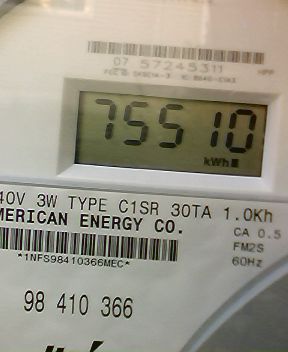 07 57245311
75510
kWh
40V 3W TYPE C1SR 30TA 1.0Kh
MERICAN ENERGY CO.
CA 0.5
FM2S
*1NFS98410366MEC*
60Hz
98 410 366